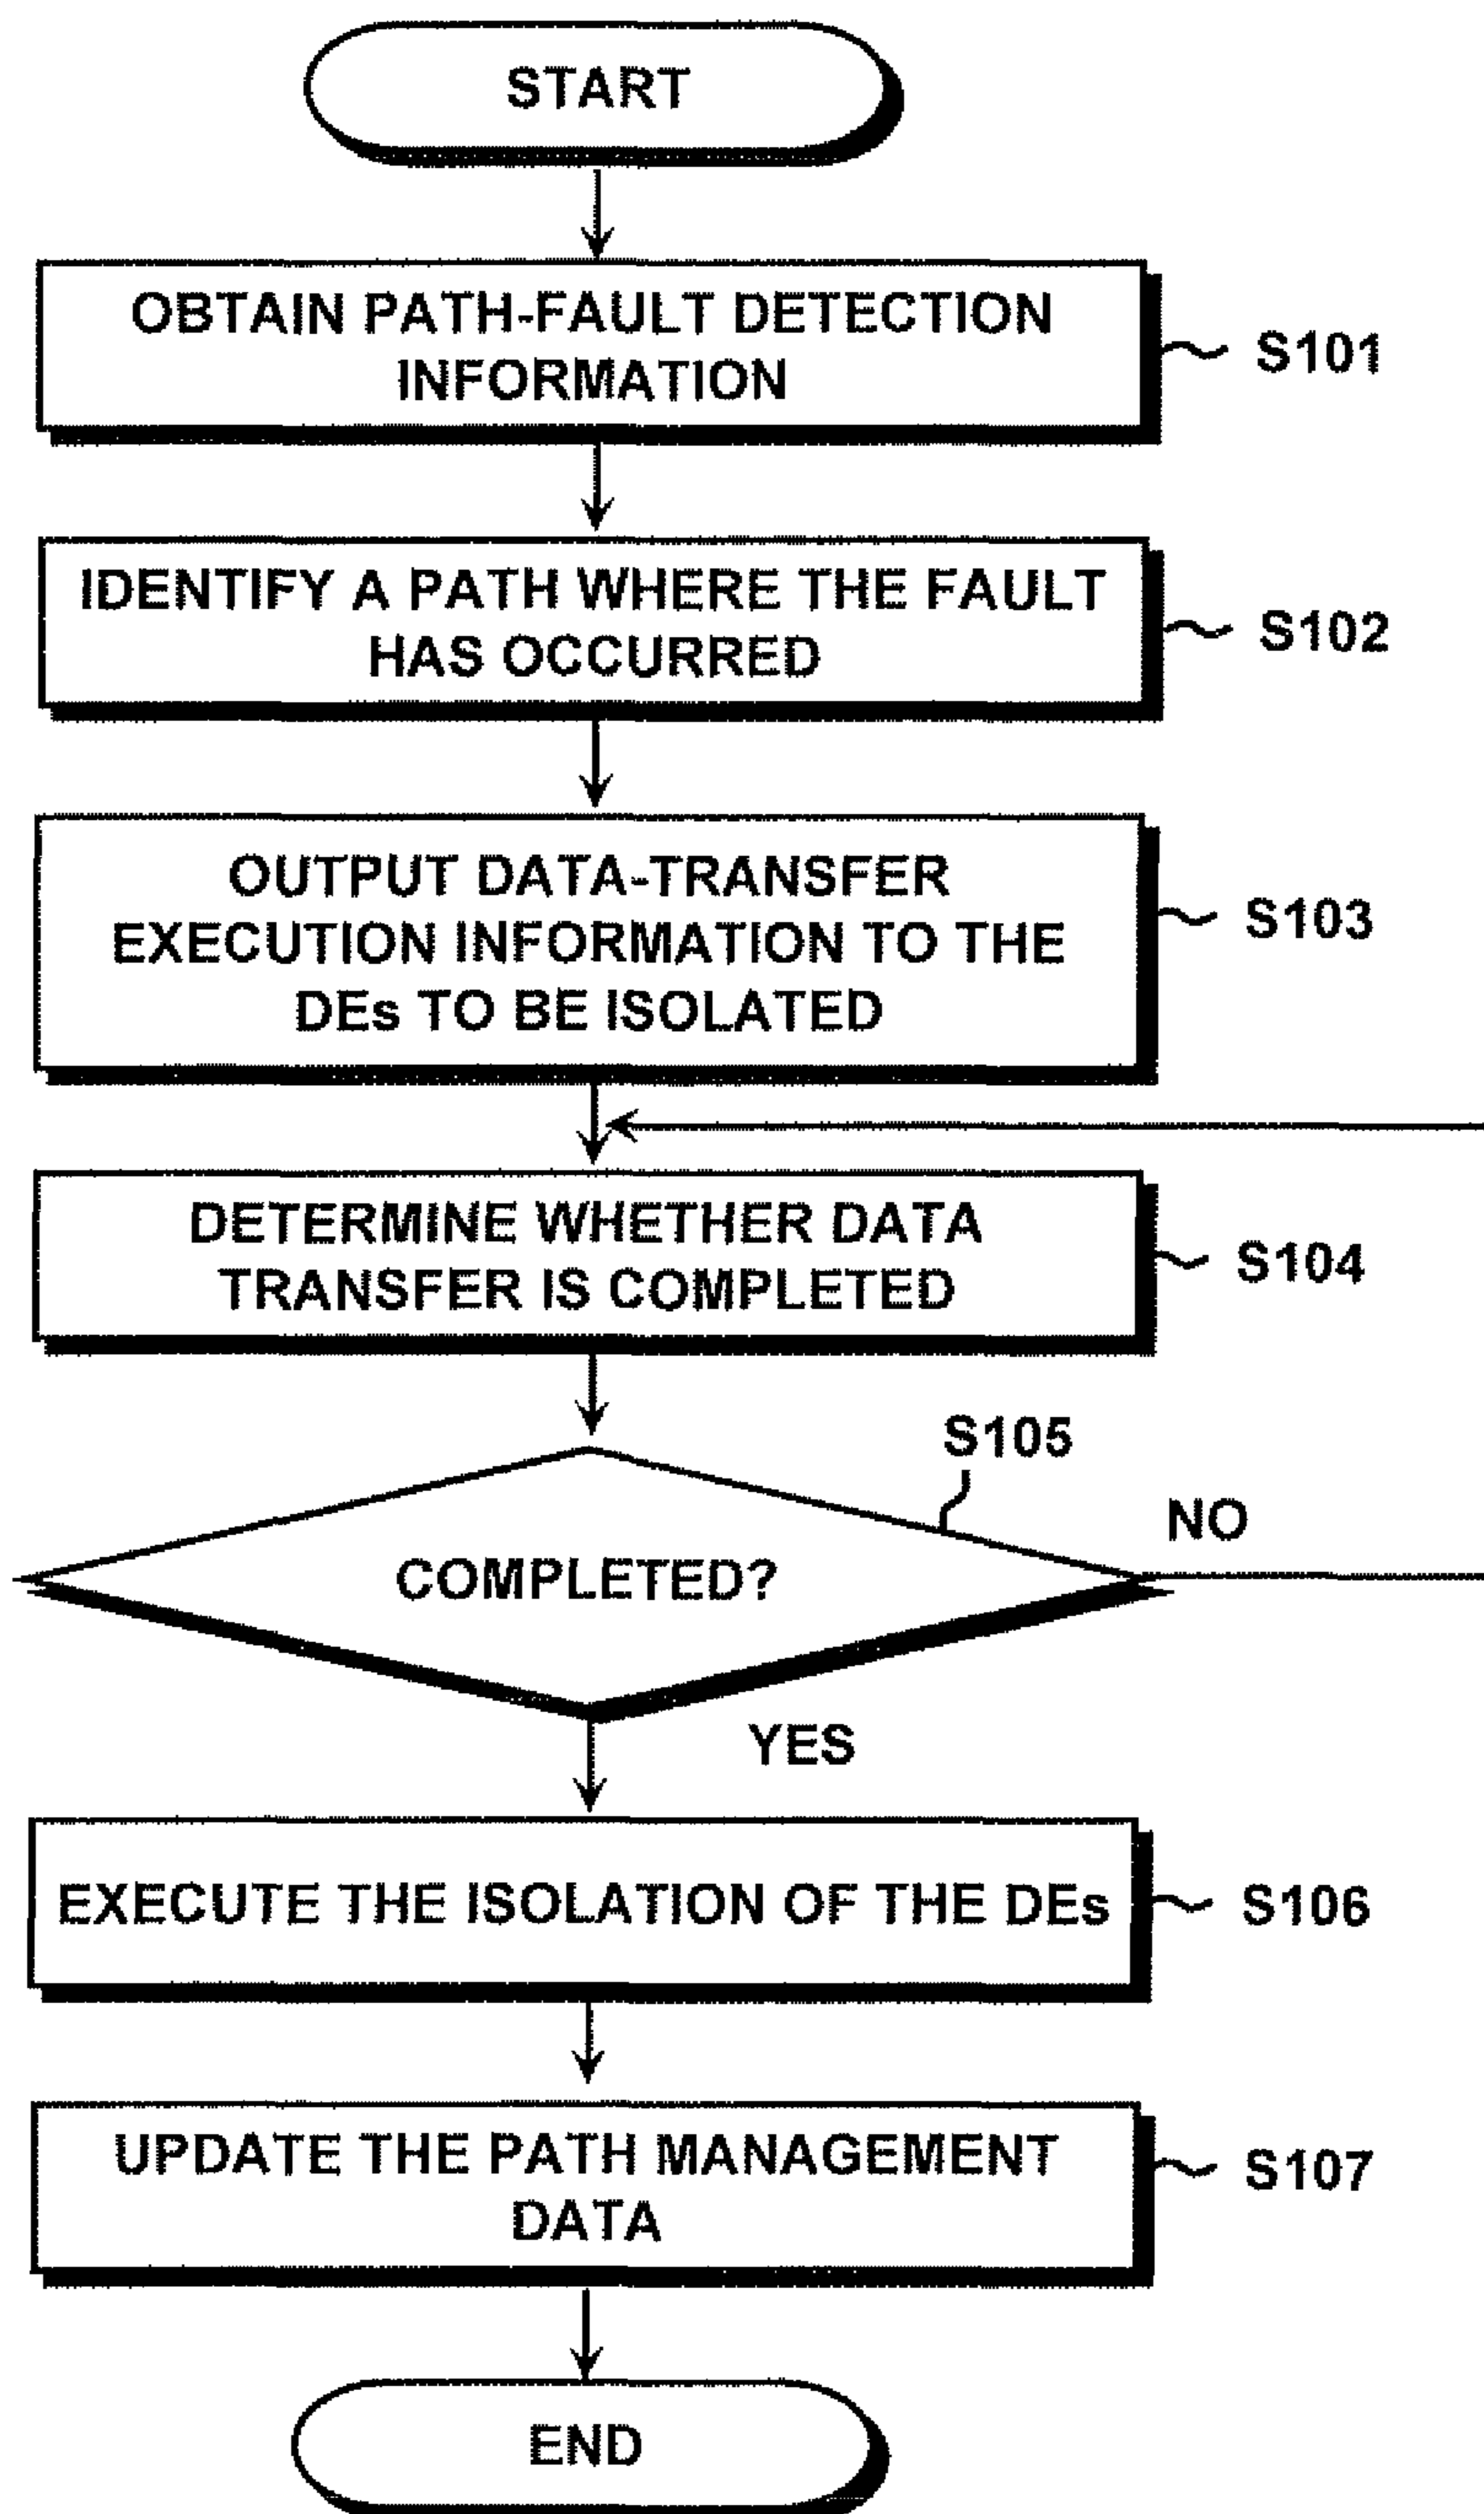 START
OBTAIN PATH-FAULT DETECTION
INFORMATION
S101
IDENTIFY A PATH WHERE THE FAULT
HAS OCCURRED
S102
OUTPUT DATA-TRANSFER
EXECUTION INFORMATION TO THE
DEs TO BE ISOLATED
S103
DETERMINE WHETHER DATA
TRANSFER IS COMPLETED
S104
S105
COMPLETED?
NO
YES
EXECUTE THE ISOLATION OF THE DEs
S106
UPDATE THE PATH MANAGEMENT
DATA
S107
END